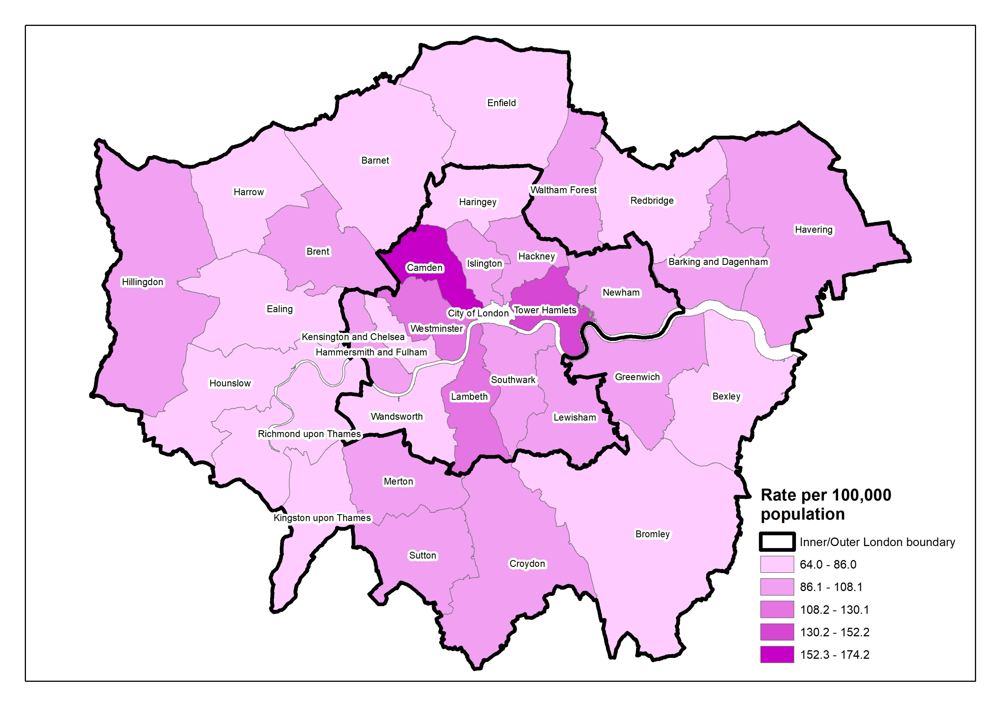 Enfield
Barnet
Harrow
Waltham Forest
Haringey
Redbridge
Havering
Brent
Hackney
Islington
Camden
Barking and Dagenham
Hillingdon
Newham
Ealing
City of London
Tower Hamlets
Westminster
Kensington and Chelsea
Hammersmith and Fulham
Greenwich
Southwark
Hounslow
Lambeth
Bexley
Wandsworth
Lewisham
Richmond upon Thames
Merton
Kingston upon Thames
Bromley
Sutton
Croydon
Rate per 100,000
population
Inner/Outer London boundary
64.0 - 86.0
86.1 - 108.1
108.2 - 130.1
130.2 - 152.2
152.3 - 174.2